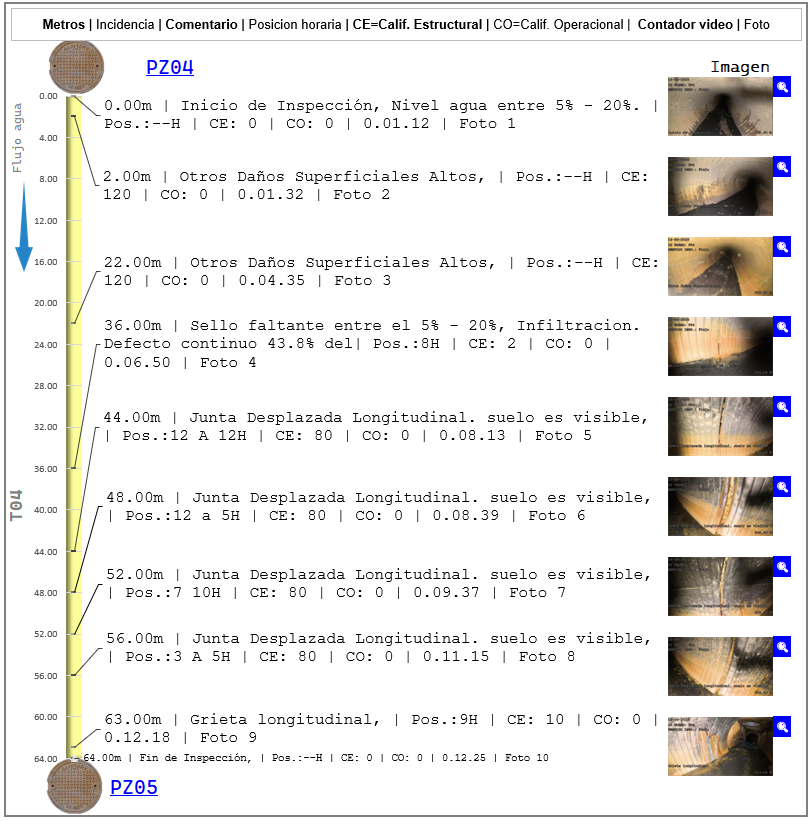 Metros | Incidencia | Comentario | Posicion horaria | CE=Calif. Estructural | CO=Calif. Operacional | Contador video | Foto
PZ04
Imagen
Flujo agua
T04
0.00
4.00
8.00
12.00
16.00
20.00
24.00
28.00
32.00
36.00
40.00
44.00
48.00
52.00
56.00
60.00
64.00
0.00m | Inicio de Inspección, Nivel agua entre 5% - 20%. |
Pos.:--H | CE: 0 | CO: 0 | 0.01.12 | Foto 1
2.00m | Otros Daños Superficiales Altos, | Pos.:--H | CE:
120 | CO: 0 | 0.01.32 | Foto 2
22.00m | Otros Daños Superficiales Altos, | Pos.:--H | CE:
120 | CO: 0 | 0.04.35 | Foto 3
36.00m | Sello faltante entre el 5% - 20%, Infiltracion.
Defecto continuo 43.8% del| Pos.:8H | CE: 2 | CO: 0 |
0.06.50 | Foto 4
44.00m | Junta Desplazada Longitudinal. suelo es visible,
| Pos.:12 A 12H | CE: 80 | CO: 0 | 0.08.13 | Foto 5
48.00m | Junta Desplazada Longitudinal. suelo es visible,
| Pos.:12 a 5H | CE: 80 | CO: 0 | 0.08.39 | Foto 6
52.00m | Junta Desplazada Longitudinal. suelo es visible,
| Pos.:7 10H | CE: 80 | CO: 0 | 0.09.37 | Foto 7
56.00m | Junta Desplazada Longitudinal. suelo es visible,
| Pos.:3 A 5H | CE: 80 | CO: 0 | 0.11.15 | Foto 8
63.00m | Grieta longitudinal, | Pos.:9H | CE: 10 | CO: 0 |
0.12.18 | Foto 9
64.00m | Fin de Inspección, | Pos.:--H | CE: 0 | CO: 0 | 0.12.25 | Foto 10
PZ05